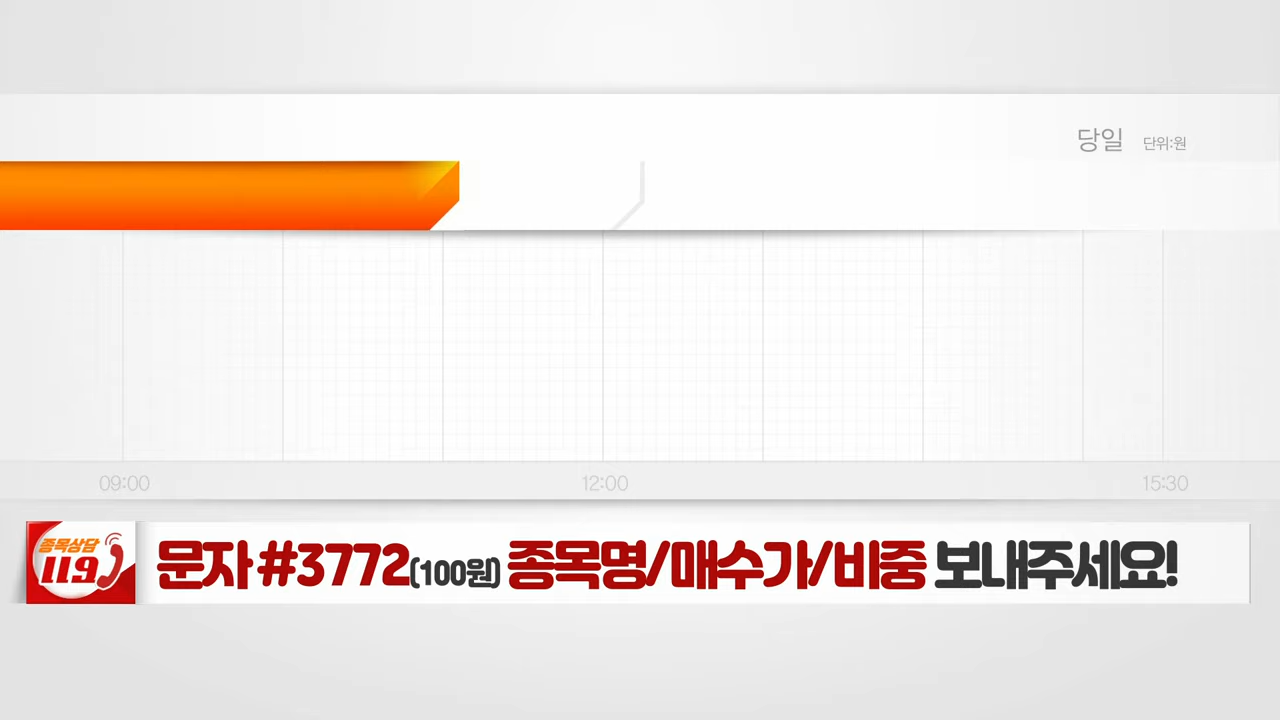 당일 단위:원
09:00 12:00 15:30
종목상담
119
문자 #3772(100원) 종목명/매수가/비중 보내주세요!